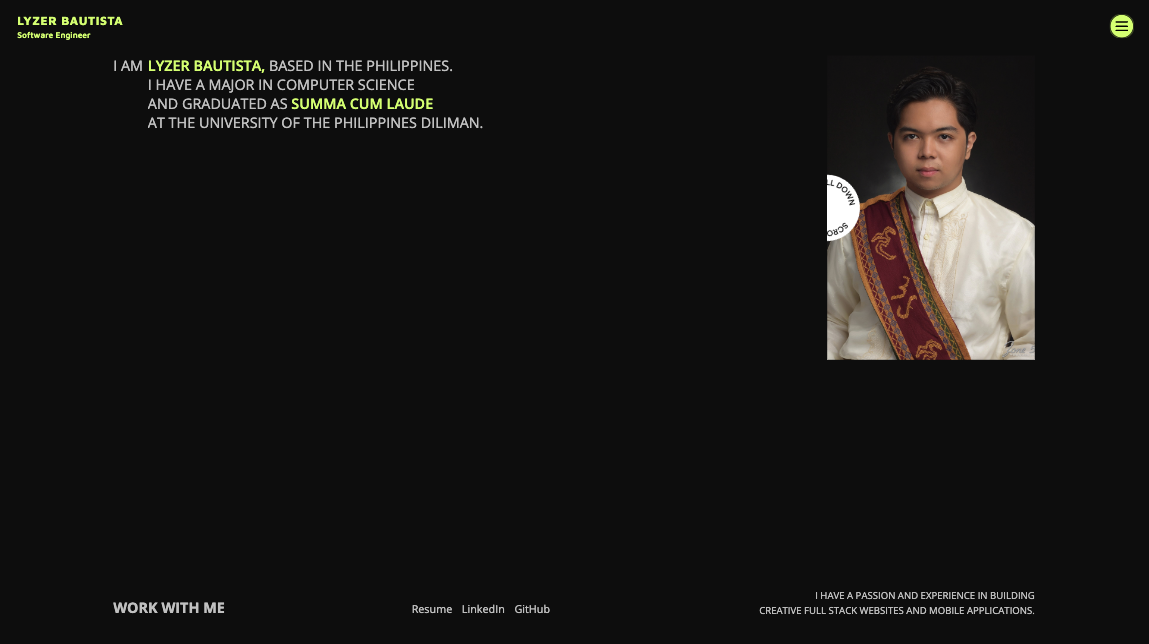 LYZER BAUTISTA
Software Engineer
I AM LYZER BAUTISTA, BASED IN THE PHILIPPINES.
I HAVE A MAJOR IN COMPUTER SCIENCE
AND GRADUATED AS SUMMA CUM LAUDE
AT THE UNIVERSITY OF THE PHILIPPINES DILIMAN.
LL DOWN
SCRO
WORK WITH ME
Resume LinkedIn GitHub
I HAVE A PASSION AND EXPERIENCE IN BUILDING
CREATIVE FULL STACK WEBSITES AND MOBILE APPLICATIONS.